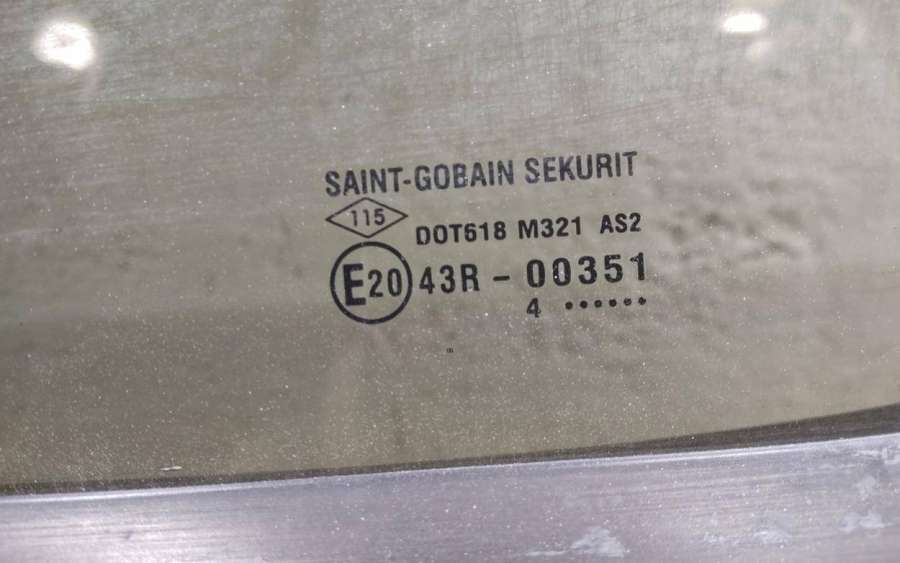 SAINT-GOBAIN SEKURIT
115
DOT618 M321 AS2
E20 43R - 00351
4 ••••••